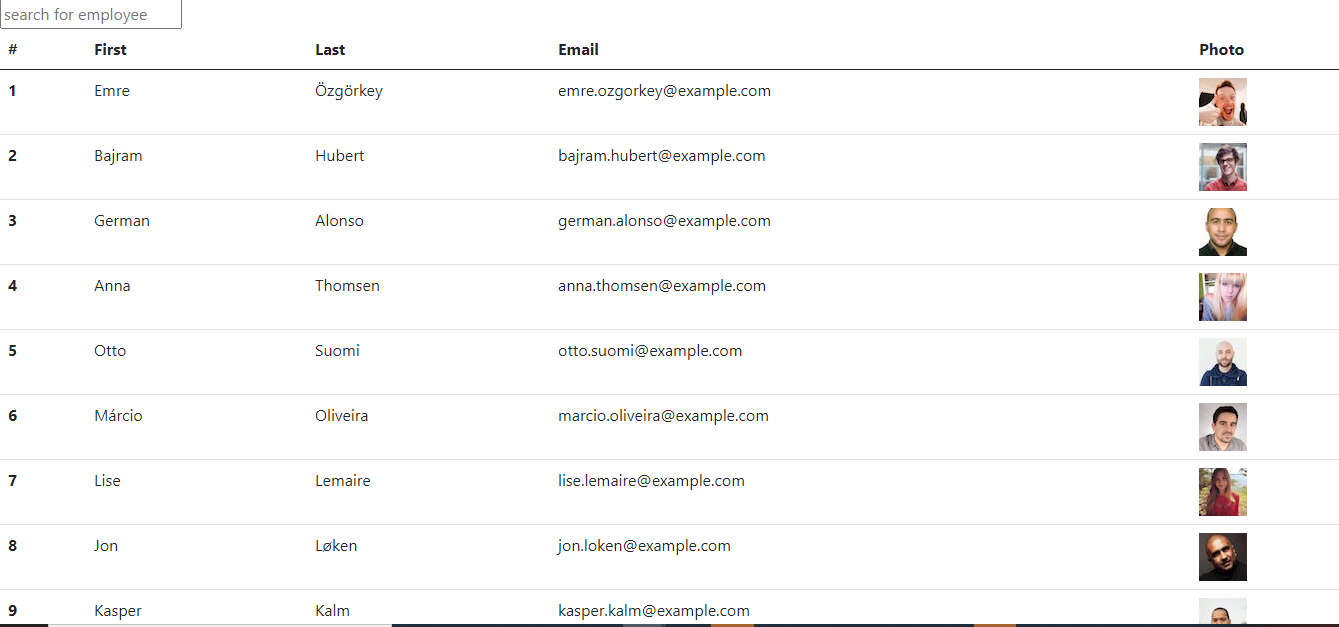 search for employee
# First Last Email Photo
1 Emre Özgörkey emre.ozgorkey@example.com
2 Bajram Hubert bajram.hubert@example.com
3 German Alonso german.alonso@example.com
4 Anna Thomsen anna.thomsen@example.com
5 Otto Suomi otto.suomi@example.com
6 Márcio Oliveira marcio.oliveira@example.com
7 Lise Lemaire lise.lemaire@example.com
8 Jon Løken jon.loken@example.com
9 Kasper Kalm kasper.kalm@example.com